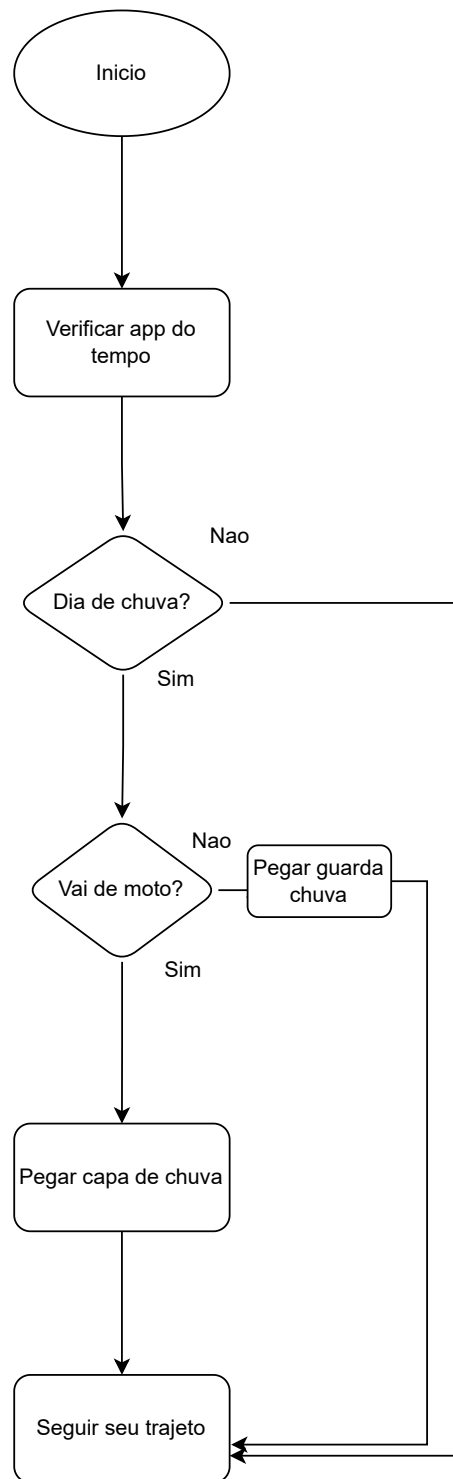 Inicio
Verificar app do
tempo
Nao
Dia de chuva?
Sim
Nao
Vai de moto?
Pegar guarda
chuva
Sim
Pegar capa de chuva
Seguir seu trajeto